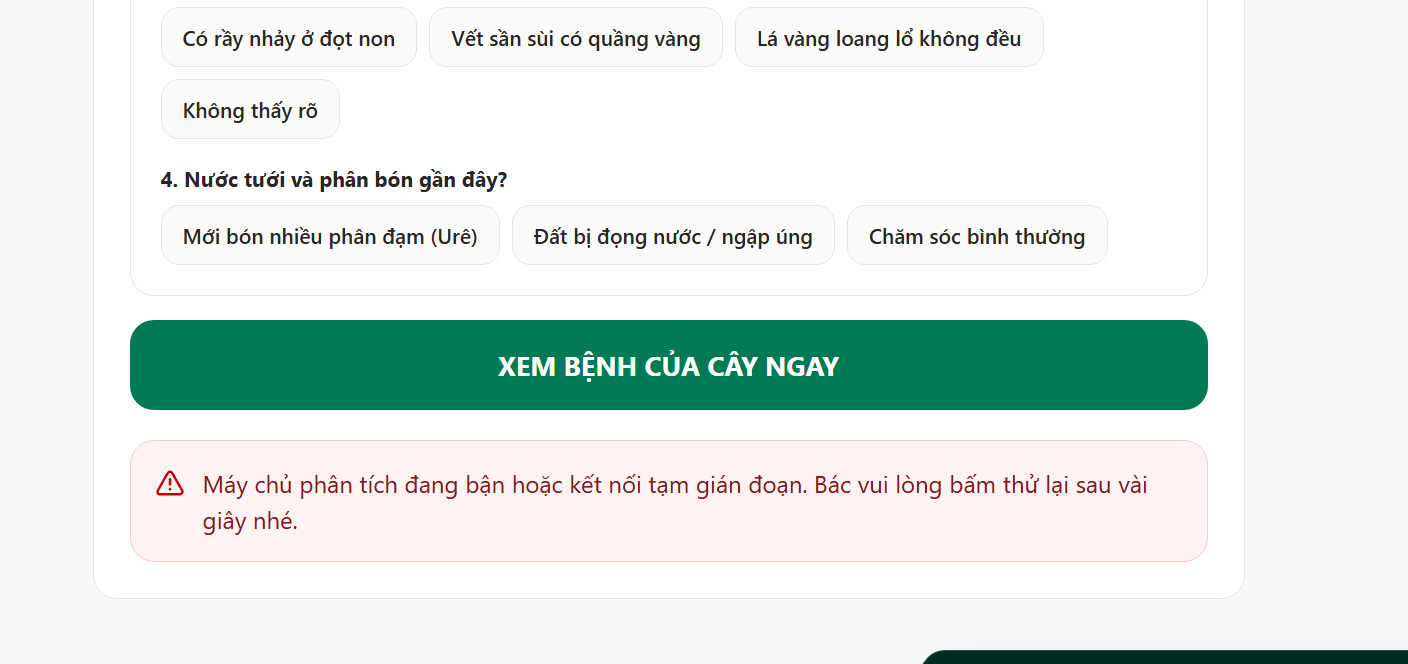 Có rầy nhảy ở đọt non
Vết sần sùi có quầng vàng
Lá vàng loang lổ không đều
Không thấy rõ
4. Nước tưới và phân bón gần đây?
Mới bón nhiều phân đạm (Urê)
Đất bị đọng nước / ngập úng
Chăm sóc bình thường
XEM BỆNH CỦA CÂY NGAY
Máy chủ phân tích đang bận hoặc kết nối tạm gián đoạn. Bác vui lòng bấm thử lại sau vài
giây nhé.